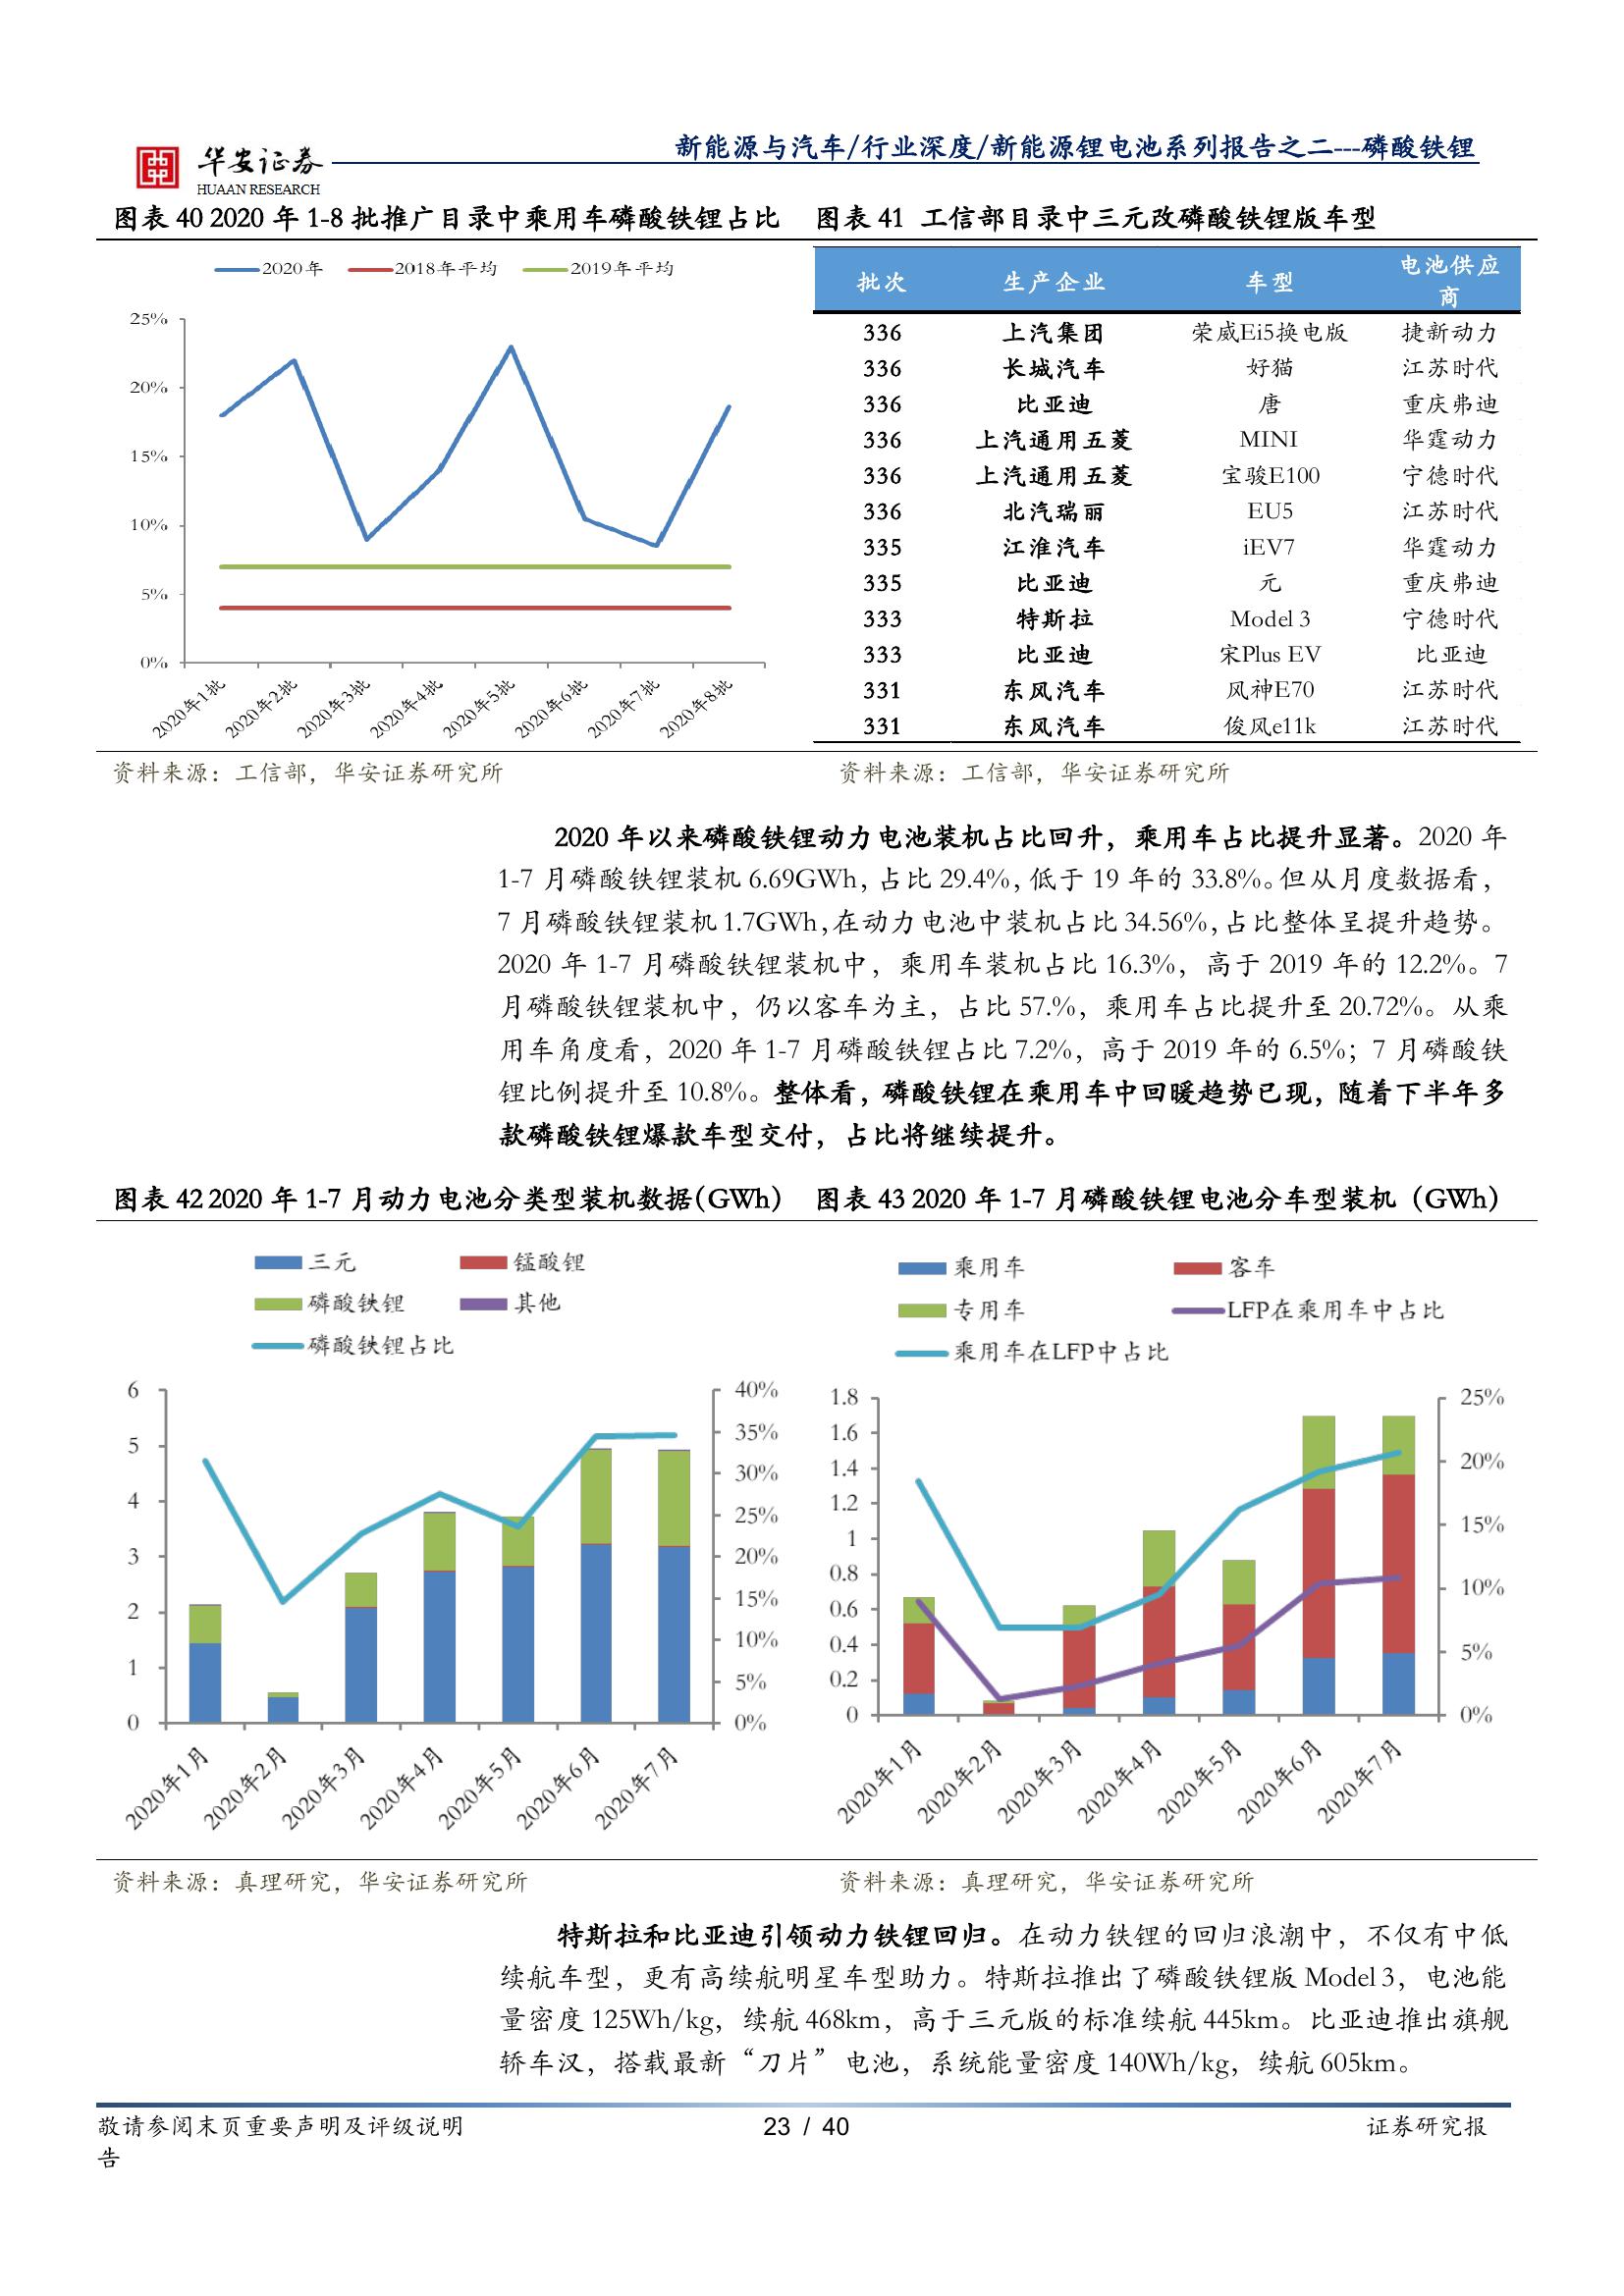 新能源与汽车/行业深度/新能源锂电池系列报告之二---磷酸铁锂
华安证券
HUAAN RESEARCH
图表 40 2020 年 1-8 批推广目录中乘用车磷酸铁锂占比
2020年 2018年平均 2019年平均
25%
20%
15%
10%
5%
0%
2020年1批 2020年2批 2020年3批 2020年4批 2020年5批 2020年6批 2020年7批 2020年8批
资料来源：工信部，华安证券研究所
图表 41 工信部目录中三元改磷酸铁锂版车型
批次 生产企业 车型 电池供应商
336 上汽集团 荣威Ei5换电版 捷新动力
336 长城汽车 好猫 江苏时代
336 比亚迪 唐 重庆弗迪
336 上汽通用五菱 MINI 华霆动力
336 上汽通用五菱 宝骏E100 宁德时代
336 北汽瑞丽 EU5 江苏时代
335 江淮汽车 iEV7 华霆动力
335 比亚迪 元 重庆弗迪
333 特斯拉 Model 3 宁德时代
333 比亚迪 宋Plus EV 比亚迪
331 东风汽车 风神E70 江苏时代
331 东风汽车 俊风e11k 江苏时代
资料来源：工信部，华安证券研究所
2020 年以来磷酸铁锂动力电池装机占比回升，乘用车占比提升显著。2020 年
1-7 月磷酸铁锂装机 6.69GWh，占比 29.4%，低于 19 年的 33.8%。但从月度数据看，
7 月磷酸铁锂装机 1.7GWh，在动力电池中装机占比 34.56%，占比整体呈提升趋势。
2020 年 1-7 月磷酸铁锂装机中，乘用车装机占比 16.3%，高于 2019 年的 12.2%。7
月磷酸铁锂装机中，仍以客车为主，占比 57.%，乘用车占比提升至 20.72%。从乘
用车角度看，2020 年 1-7 月磷酸铁锂占比 7.2%，高于 2019 年的 6.5%；7 月磷酸铁
锂比例提升至 10.8%。整体看，磷酸铁锂在乘用车中回暖趋势已现，随着下半年多
款磷酸铁锂爆款车型交付，占比将继续提升。
图表 42 2020 年 1-7 月动力电池分类型装机数据（GWh）
三元 锰酸锂
磷酸铁锂 其他
磷酸铁锂占比
6
5
4
3
2
1
0
40%
35%
30%
25%
20%
15%
10%
5%
0%
2020年1月 2020年2月 2020年3月 2020年4月 2020年5月 2020年6月 2020年7月
资料来源：真理研究，华安证券研究所
图表 43 2020 年 1-7 月磷酸铁锂电池分车型装机（GWh）
乘用车 客车
专用车 LFP在乘用车中占比
乘用车在LFP中占比
1.8
1.6
1.4
1.2
1
0.8
0.6
0.4
0.2
0
25%
20%
15%
10%
5%
0%
2020年1月 2020年2月 2020年3月 2020年4月 2020年5月 2020年6月 2020年7月
资料来源：真理研究，华安证券研究所
特斯拉和比亚迪引领动力铁锂回归。在动力铁锂的回归浪潮中，不仅有中低
续航车型，更有高续航明星车型助力。特斯拉推出了磷酸铁锂版 Model 3，电池能
量密度 125Wh/kg，续航 468km，高于三元版的标准续航 445km。比亚迪推出旗舰
轿车汉，搭载最新“刀片”电池，系统能量密度 140Wh/kg，续航 605km。
敬请参阅末页重要声明及评级说明 23 / 40 证券研究报
告